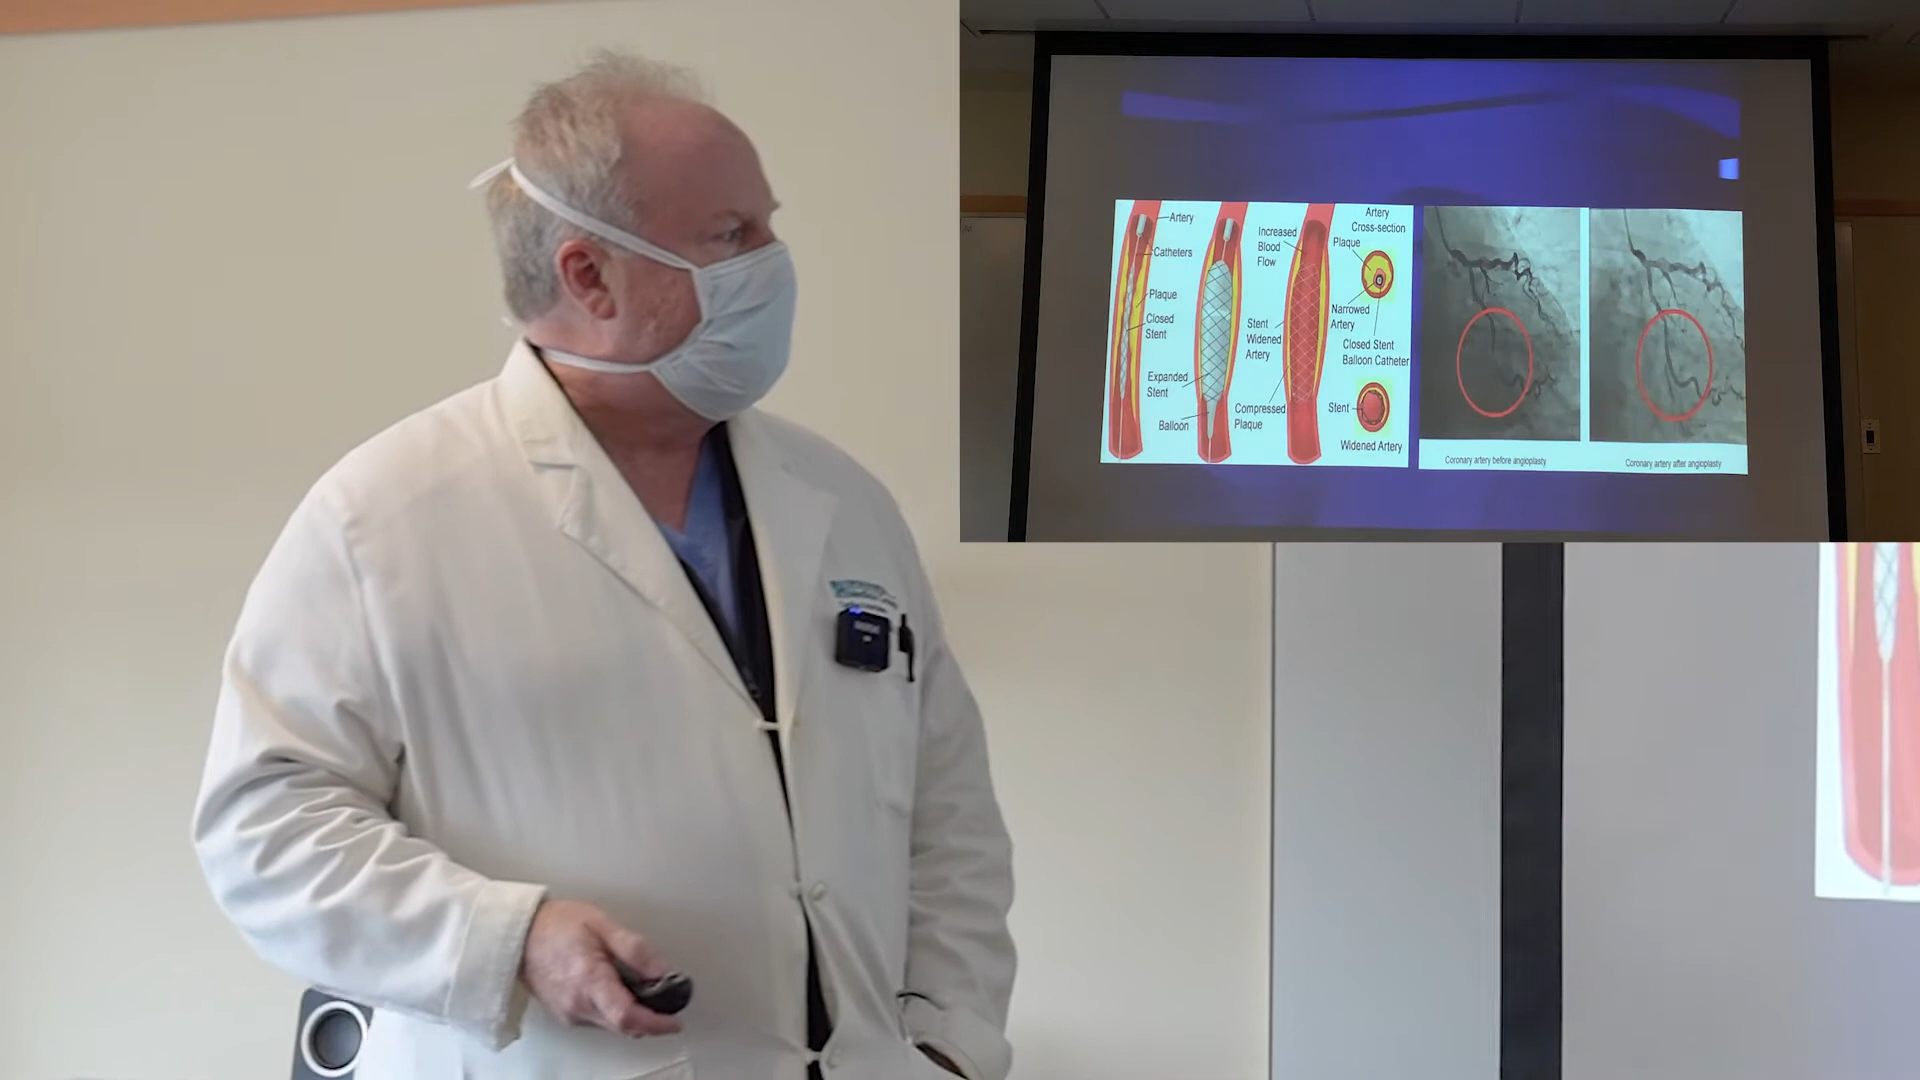 Artery
Catheters
Plaque
Closed
Stent
Expanded
Stent
Balloon
Increased
Blood
Flow
Stent
Widened
Artery
Compressed
Plaque
Artery
Cross-section
Plaque
Narrowed
Artery
Closed Stent
Balloon Catheter
Stent
Widened Artery
Coronary artery before angioplasty
Coronary artery after angioplasty